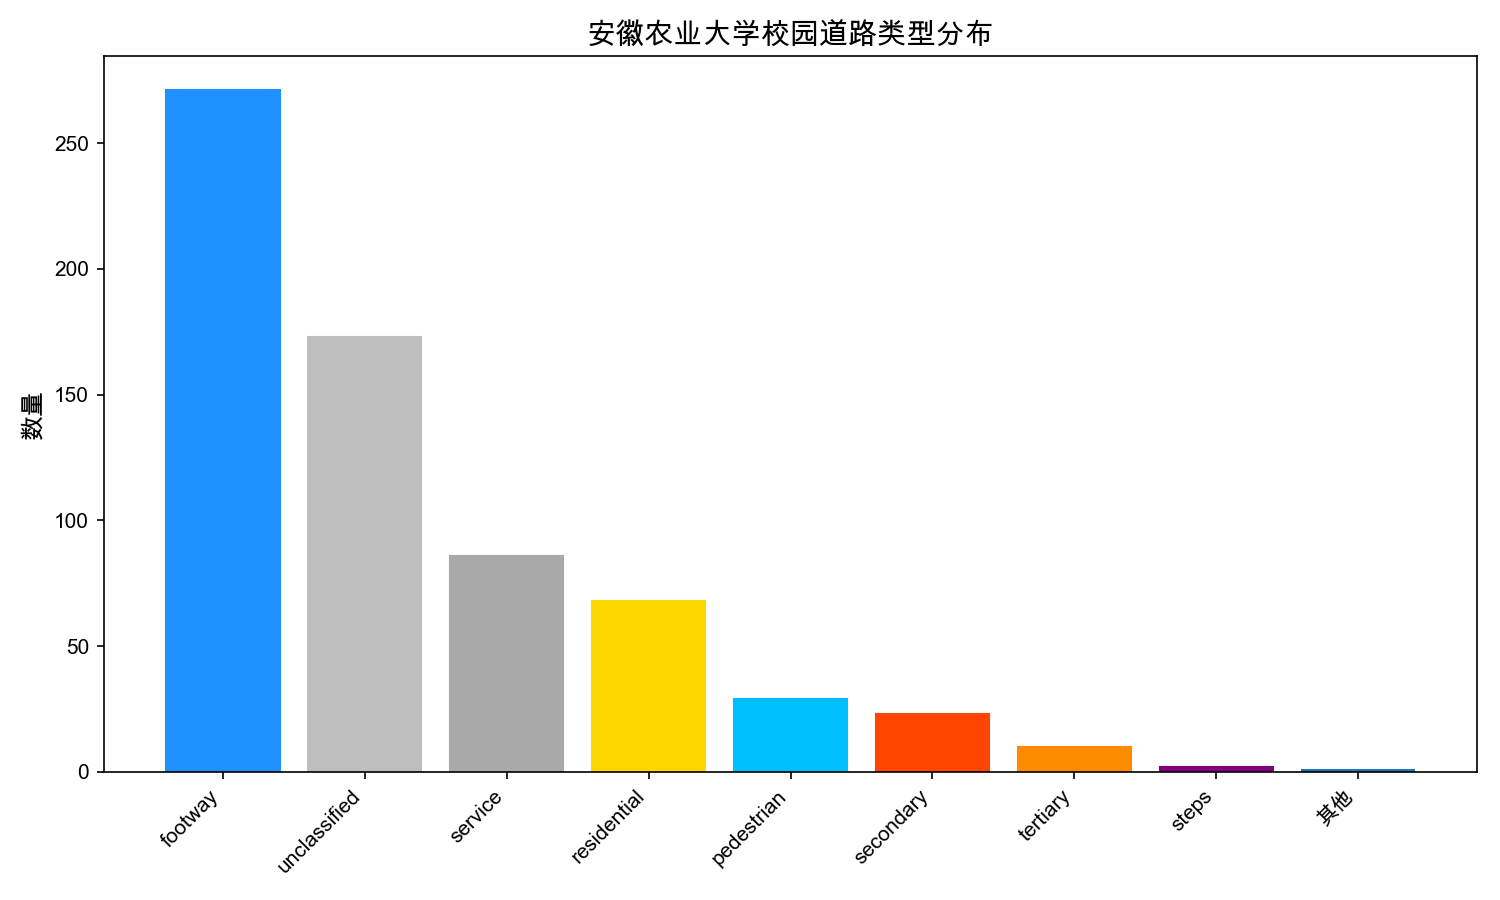 安徽农业大学校园道路类型分布
数量
250
200
150
100
50
0
footway
unclassified
service
residential
pedestrian
secondary
tertiary
steps
其他